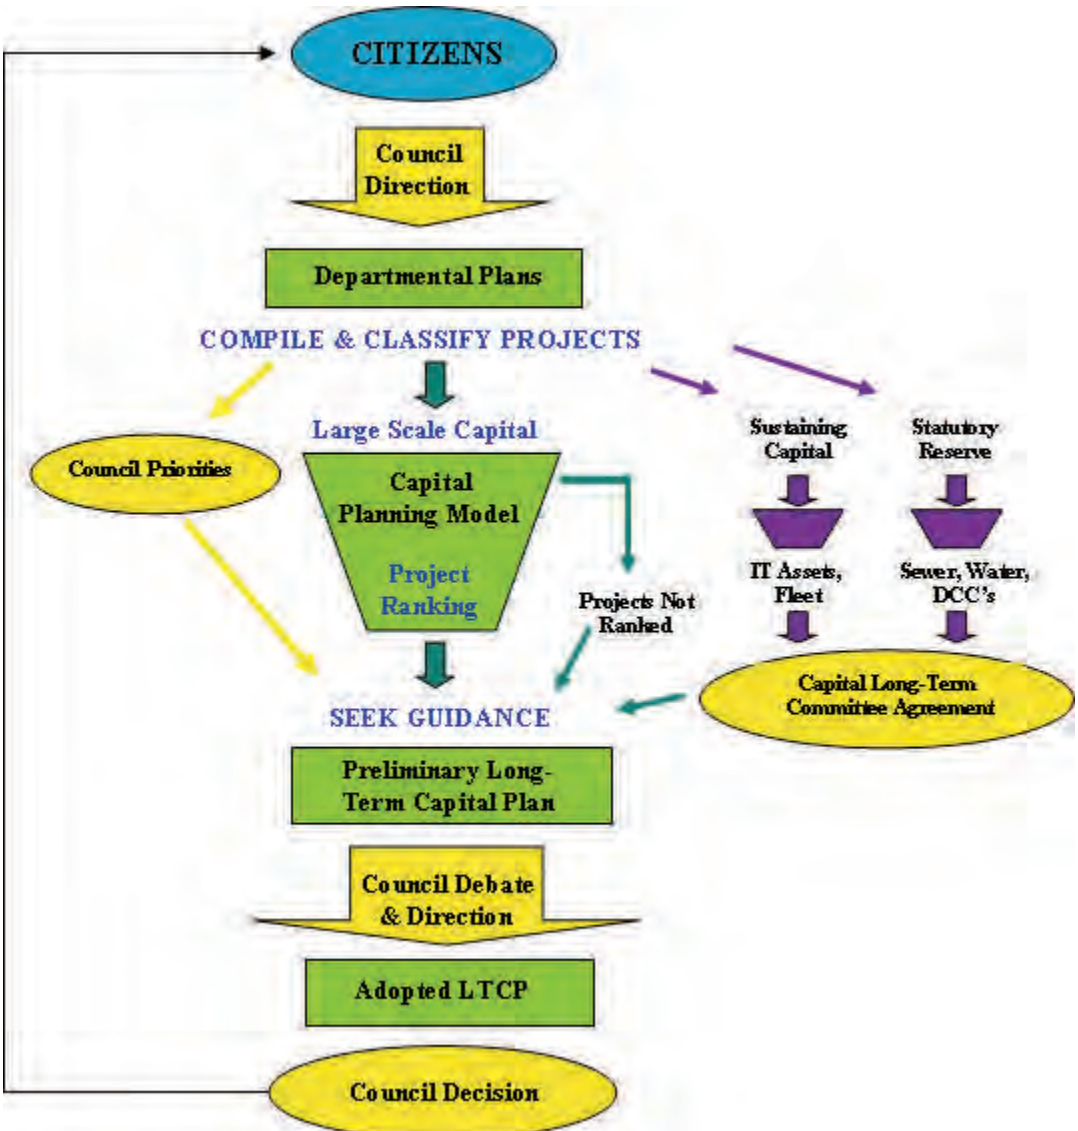 CITIZENS
Council
Direction
Departmental Plans
COMPILE & CLASSIFY PROJECTS
Large Scale Capital
Council Priorities
Capital
Planning Model
Project
Ranking
Projects Not
Ranked
Sustaining
Capital
Statutory
Reserve
IT Assets,
Fleet
Sewer, Water,
DCC's
Capital Long-Term
Committee Agreement
SEEK GUIDANCE
Preliminary Long-
Term Capital Plan
Council Debate
& Direction
Adopted LTCP
Council Decision